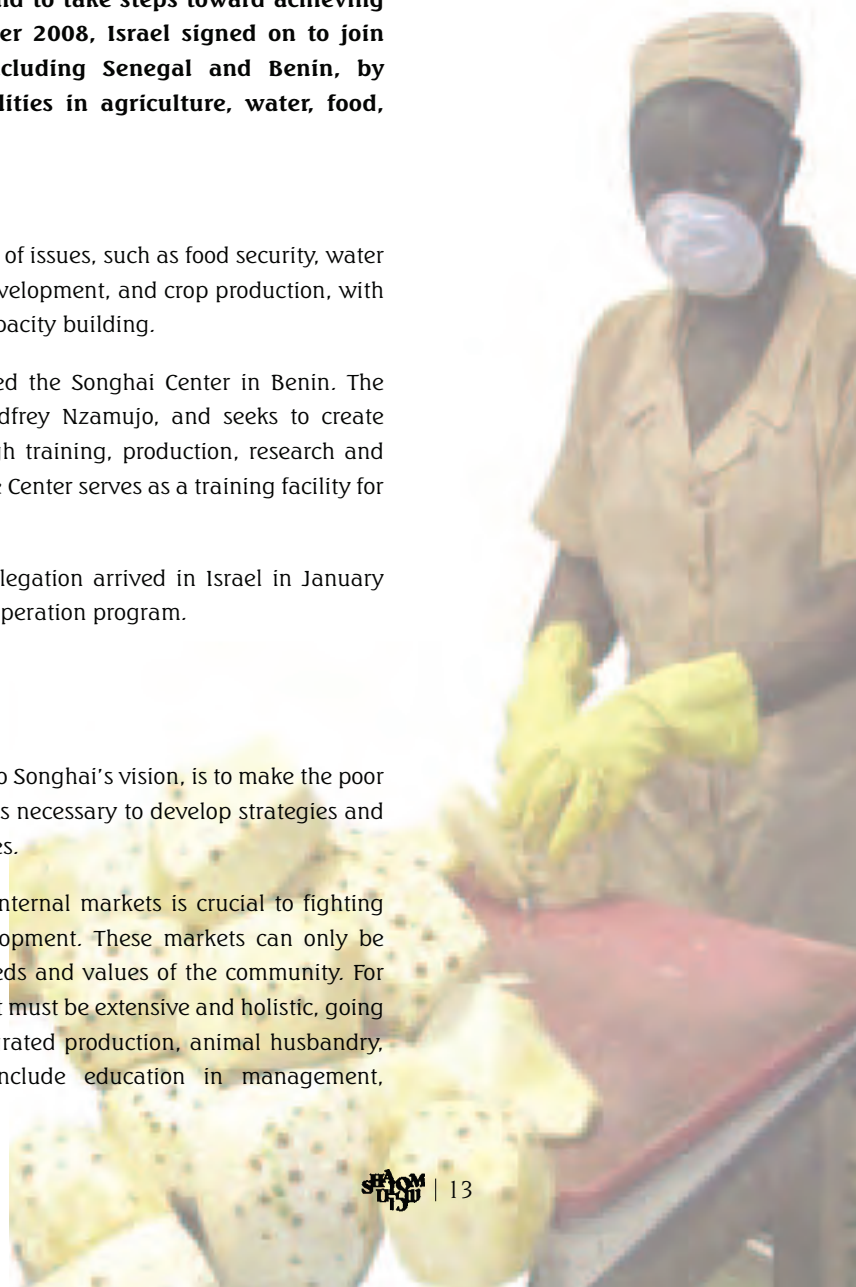 nd to take steps toward achieving
er 2008, Israel signed on to join
cluding Senegal and Benin, by
lities in agriculture, water, food,
of issues, such as food security, water
velopment, and crop production, with
pacity building.
ed the Songhai Center in Benin. The
dfrey Nzamujo, and seeks to create
gh training, production, research and
e Center serves as a training facility for
legation arrived in Israel in January
operation program.
o Songhai's vision, is to make the poor
s necessary to develop strategies and
es.
nternal markets is crucial to fighting
opment. These markets can only be
eds and values of the community. For
t must be extensive and holistic, going
rated production, animal husbandry,
nclude education in management,
SHALOM שלום | 13